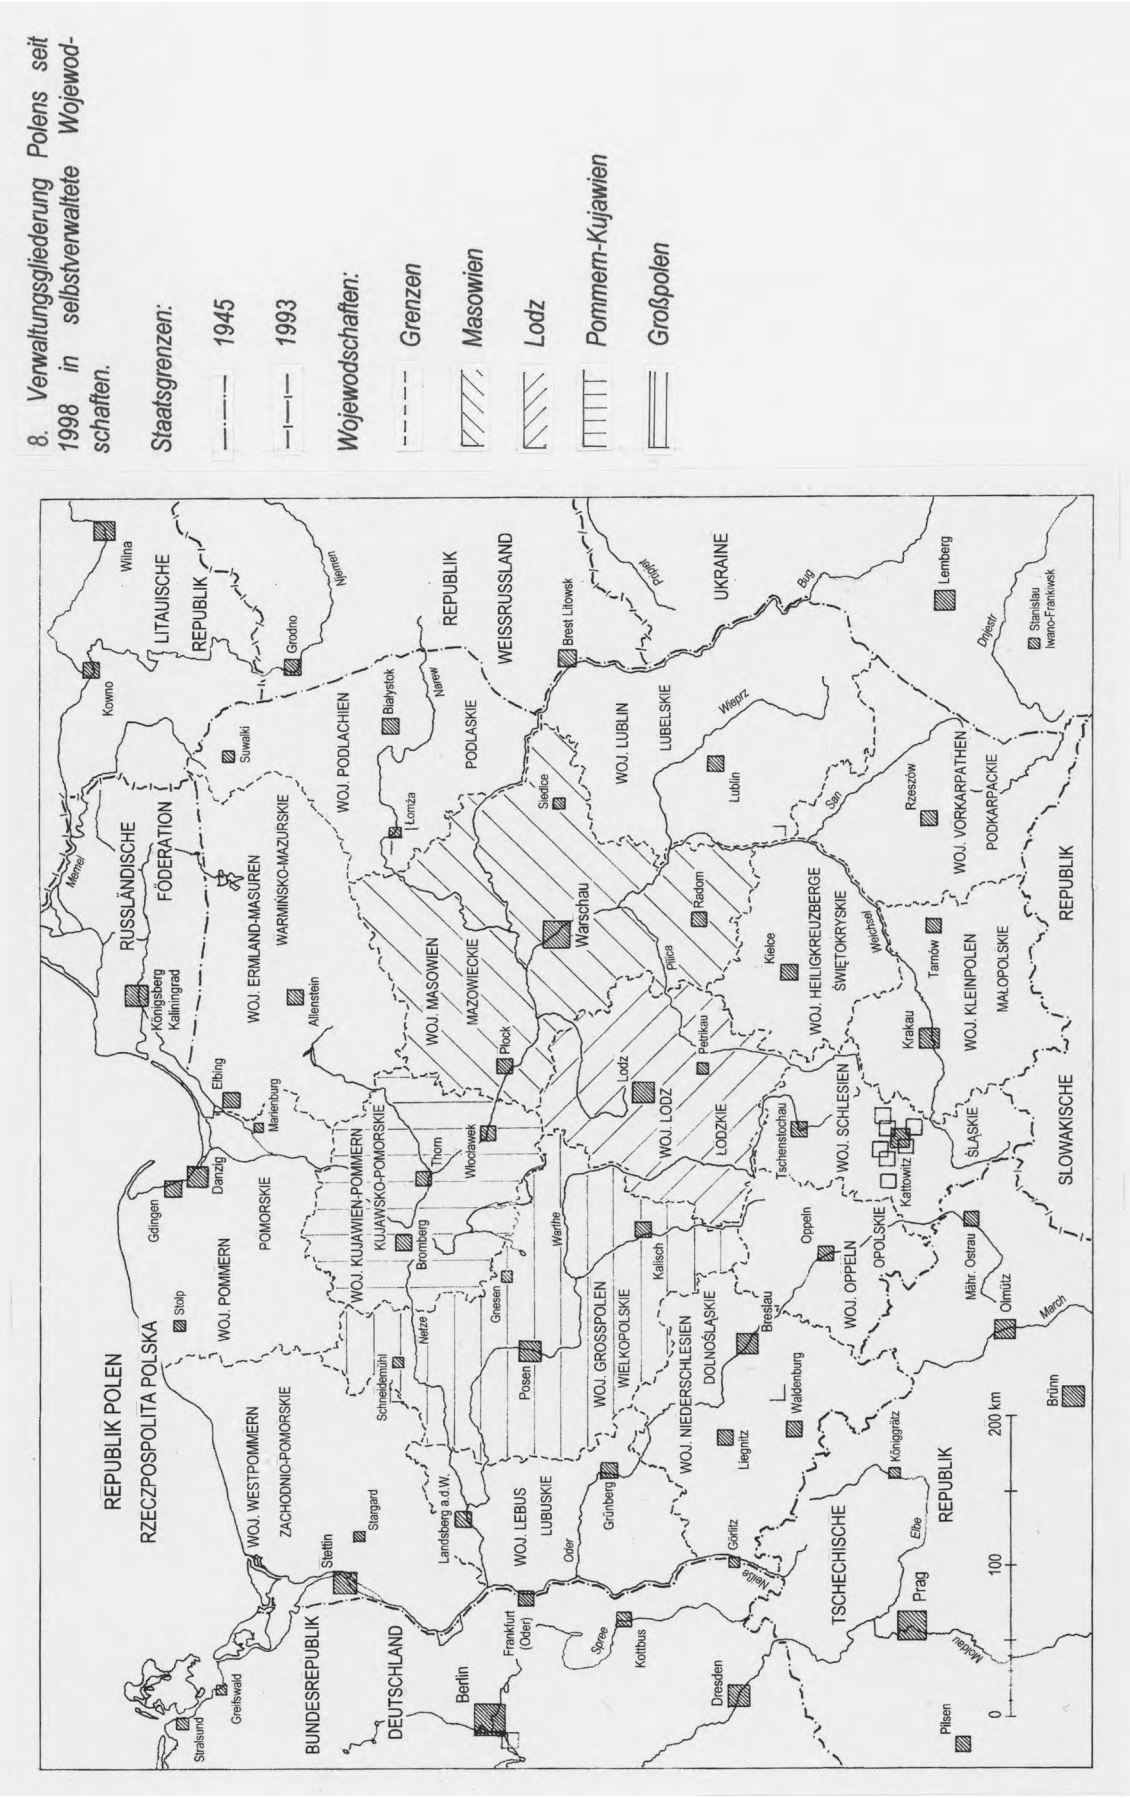 8. Verwaltungsgliederung Polens seit
1998 in selbstverwaltete Wojewod-
schaften.
Staatsgrenzen:
1945
1993
Wojewodschaften:
Grenzen
Masowien
Lodz
Pommern-Kujawien
Großpolen
REPUBLIK POLEN
RZECZPOSPOLITA POLSKA
Wilna
LITAUISCHE
REPUBLIK
Kowno
Njemen
Grodno
Memel
RUSSLÄNDISCHE
FÖDERATION
Königsberg
Kaliningrad
Suwałki
WOJ. ERMLAND-MASUREN
WARMIŃSKO-MAZURSKIE
Allenstein
Elbing
Marienburg
Gdingen
Danzig
POMORSKIE
WOJ. POMMERN
Stolp
WOJ. WESTPOMMERN
ZACHODNIO-POMORSKIE
Stettin
Stargard
Stralsund
Greifswald
BUNDESREPUBLIK
DEUTSCHLAND
Berlin
Frankfurt
(Oder)
Spree
Kottbus
Dresden
REPUBLIK
WEISSRUSSLAND
Białystok
Narew
WOJ. PODLACHIEN
PODLASKIE
Łomża
Brest Litowsk
Pripjet
UKRAINE
Bug
Lemberg
Dnjestr
Stanislau
Iwano-Frankiwsk
WOJ. LUBLIN
LUBELSKIE
Wieprz
Lublin
Siedlce
Warschau
Radom
WOJ. MASOWIEN
MAZOWIECKIE
Płock
Pilica
WOJ. KUJAWIEN-POMMERN
KUJAWSKO-POMORSKIE
Thorn
Włocławek
Bromberg
Netze
Schneidemühl
Gnesen
Posen
Warthe
Kalisch
WOJ. GROSSPOLEN
WIELKOPOLSKIE
Lodz
Petrikau
WOJ. LODZ
ŁODZKIE
Landsberg a.d.W.
WOJ. LEBUS
LUBUSKIE
Grünberg
Oder
Neiße
Görlitz
WOJ. NIEDERSCHLESIEN
DOLNOŚLĄSKIE
Breslau
Liegnitz
Waldenburg
Oppeln
WOJ. OPPELN
OPOLSKIE
Tschenstochau
WOJ. SCHLESIEN
ŚLĄSKIE
Kattowitz
Kielce
WOJ. HEILIGKREUZBERGE
ŚWIĘTOKRYSKIE
Weichsel
Krakau
Tarnów
WOJ. KLEINPOLEN
MAŁOPOLSKIE
San
Rzeszów
WOJ. VORKARPATHEN
PODKARPACKIE
SLOWAKISCHE
REPUBLIK
Mähr. Ostrau
Olmütz
March
Brünn
Königgrätz
TSCHECHISCHE
REPUBLIK
Elbe
Prag
Moldau
Pilsen
0 100 200 km